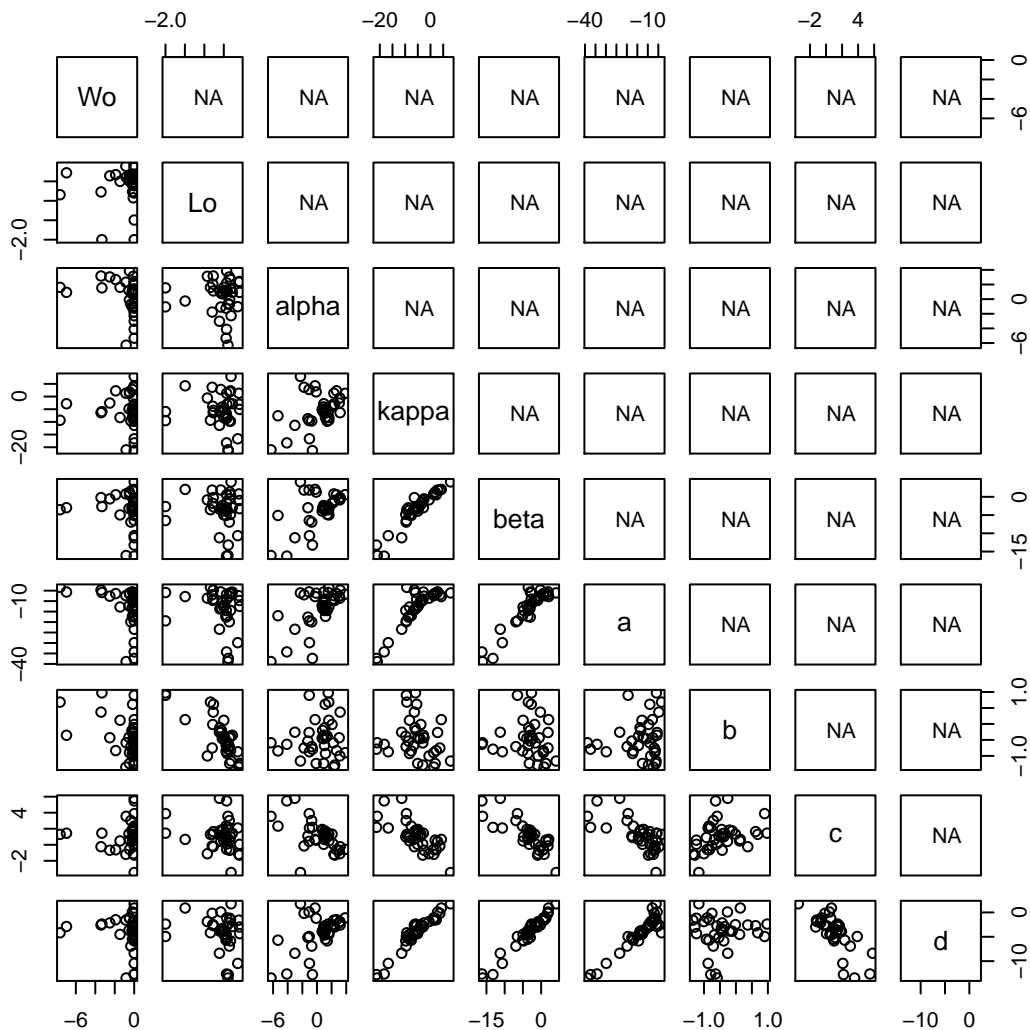 −2.0 −20 0 −40 −10 −2 4
Wo NA NA NA NA NA NA NA NA −6 0
−2.0 Lo NA NA NA NA NA NA NA
alpha NA NA NA NA NA NA −6 0
−20 0 kappa NA NA NA NA NA
beta NA NA NA NA −15 0
−40 −10 a NA NA NA
b NA NA −1.0 1.0
−2 4 c NA
d −10 0
−6 0 −6 0 −15 0 −1.0 1.0 −10 0